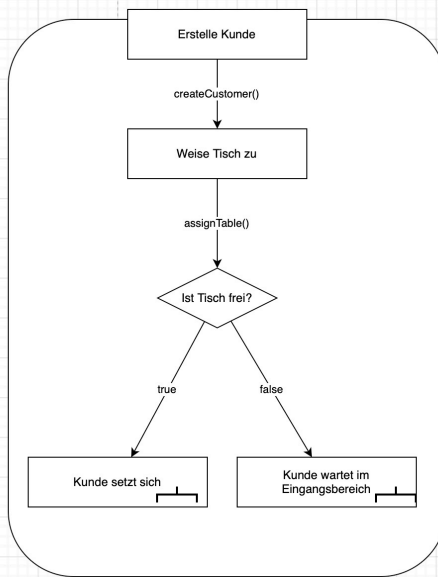 Erstelle Kunde
createCustomer()
Weise Tisch zu
assignTable()
Ist Tisch frei?
true
false
Kunde setzt sich
Kunde wartet im
Eingangsbereich